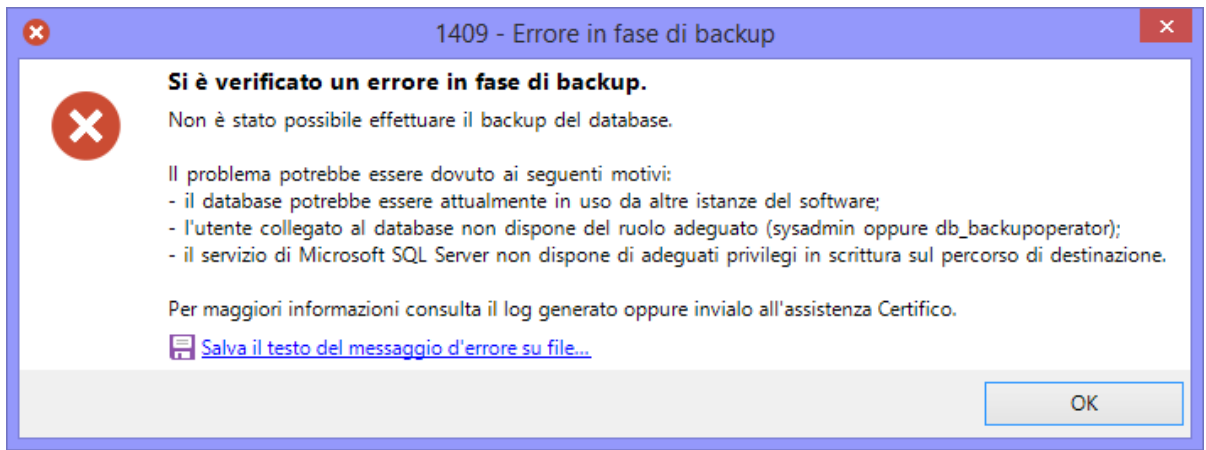 1409 - Errore in fase di backup
Si è verificato un errore in fase di backup.
Non è stato possibile effettuare il backup del database.
Il problema potrebbe essere dovuto ai seguenti motivi:
- il database potrebbe essere attualmente in uso da altre istanze del software;
- l'utente collegato al database non dispone del ruolo adeguato (sysadmin oppure db_backupoperator);
- il servizio di Microsoft SQL Server non dispone di adeguati privilegi in scrittura sul percorso di destinazione.
Per maggiori informazioni consulta il log generato oppure invialo all'assistenza Certifico.
Salva il testo del messaggio d'errore su file...
OK